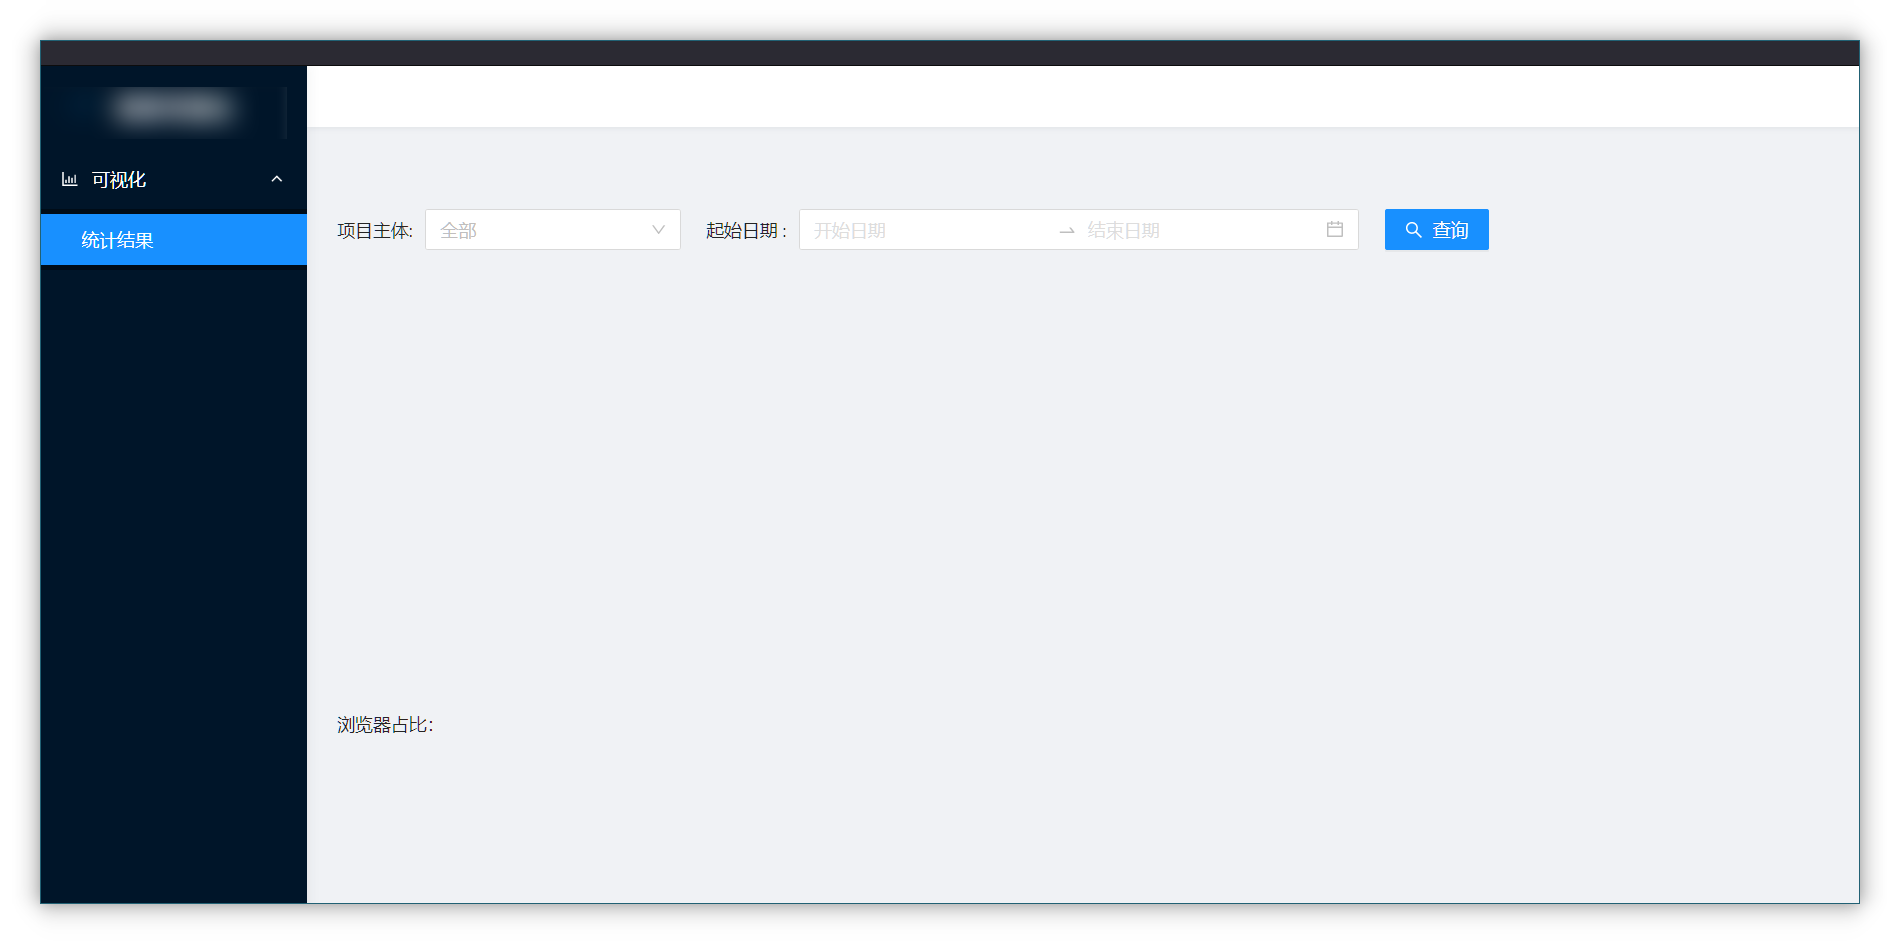 可视化
统计结果
项目主体: 全部 起始日期 : 开始日期 结束日期 查询
浏览器占比：